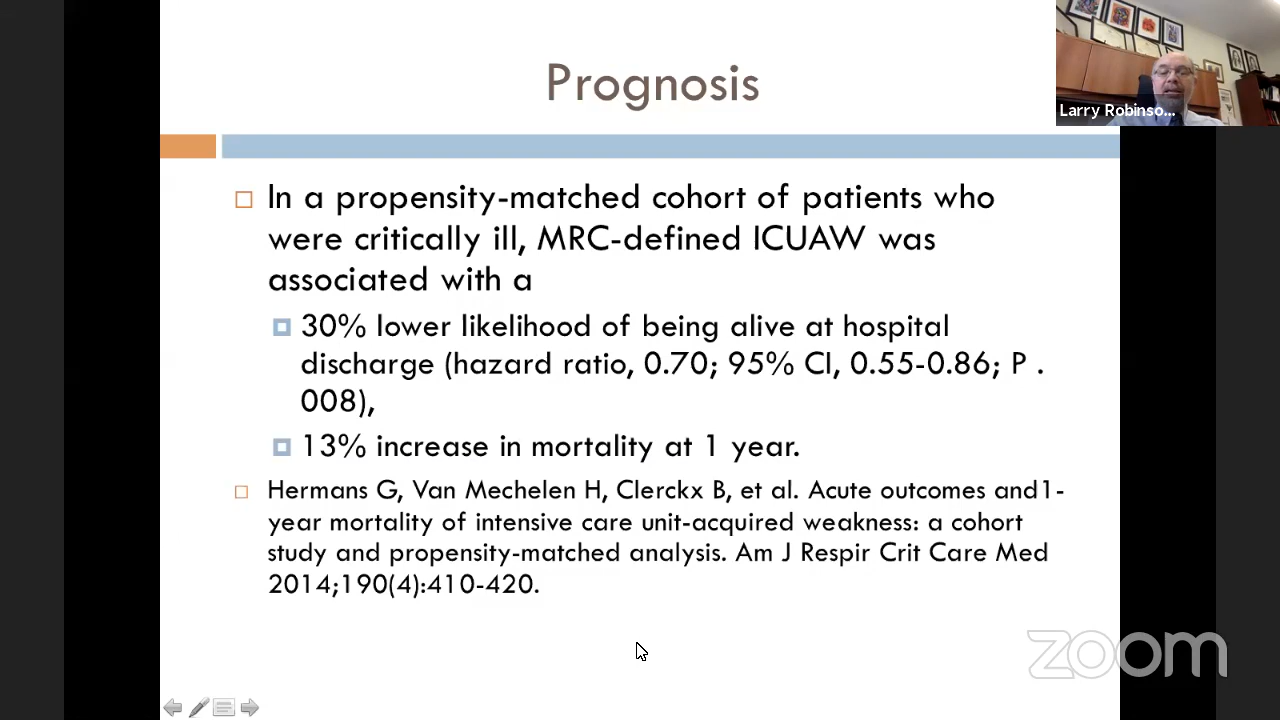 Prognosis
Larry Robinso...
In a propensity-matched cohort of patients who
were critically ill, MRC-defined ICUAW was
associated with a
30% lower likelihood of being alive at hospital
discharge (hazard ratio, 0.70; 95% CI, 0.55-0.86; P .
008),
13% increase in mortality at 1 year.
Hermans G, Van Mechelen H, Clerckx B, et al. Acute outcomes and1-
year mortality of intensive care unit-acquired weakness: a cohort
study and propensity-matched analysis. Am J Respir Crit Care Med
2014;190(4):410-420.
zoom